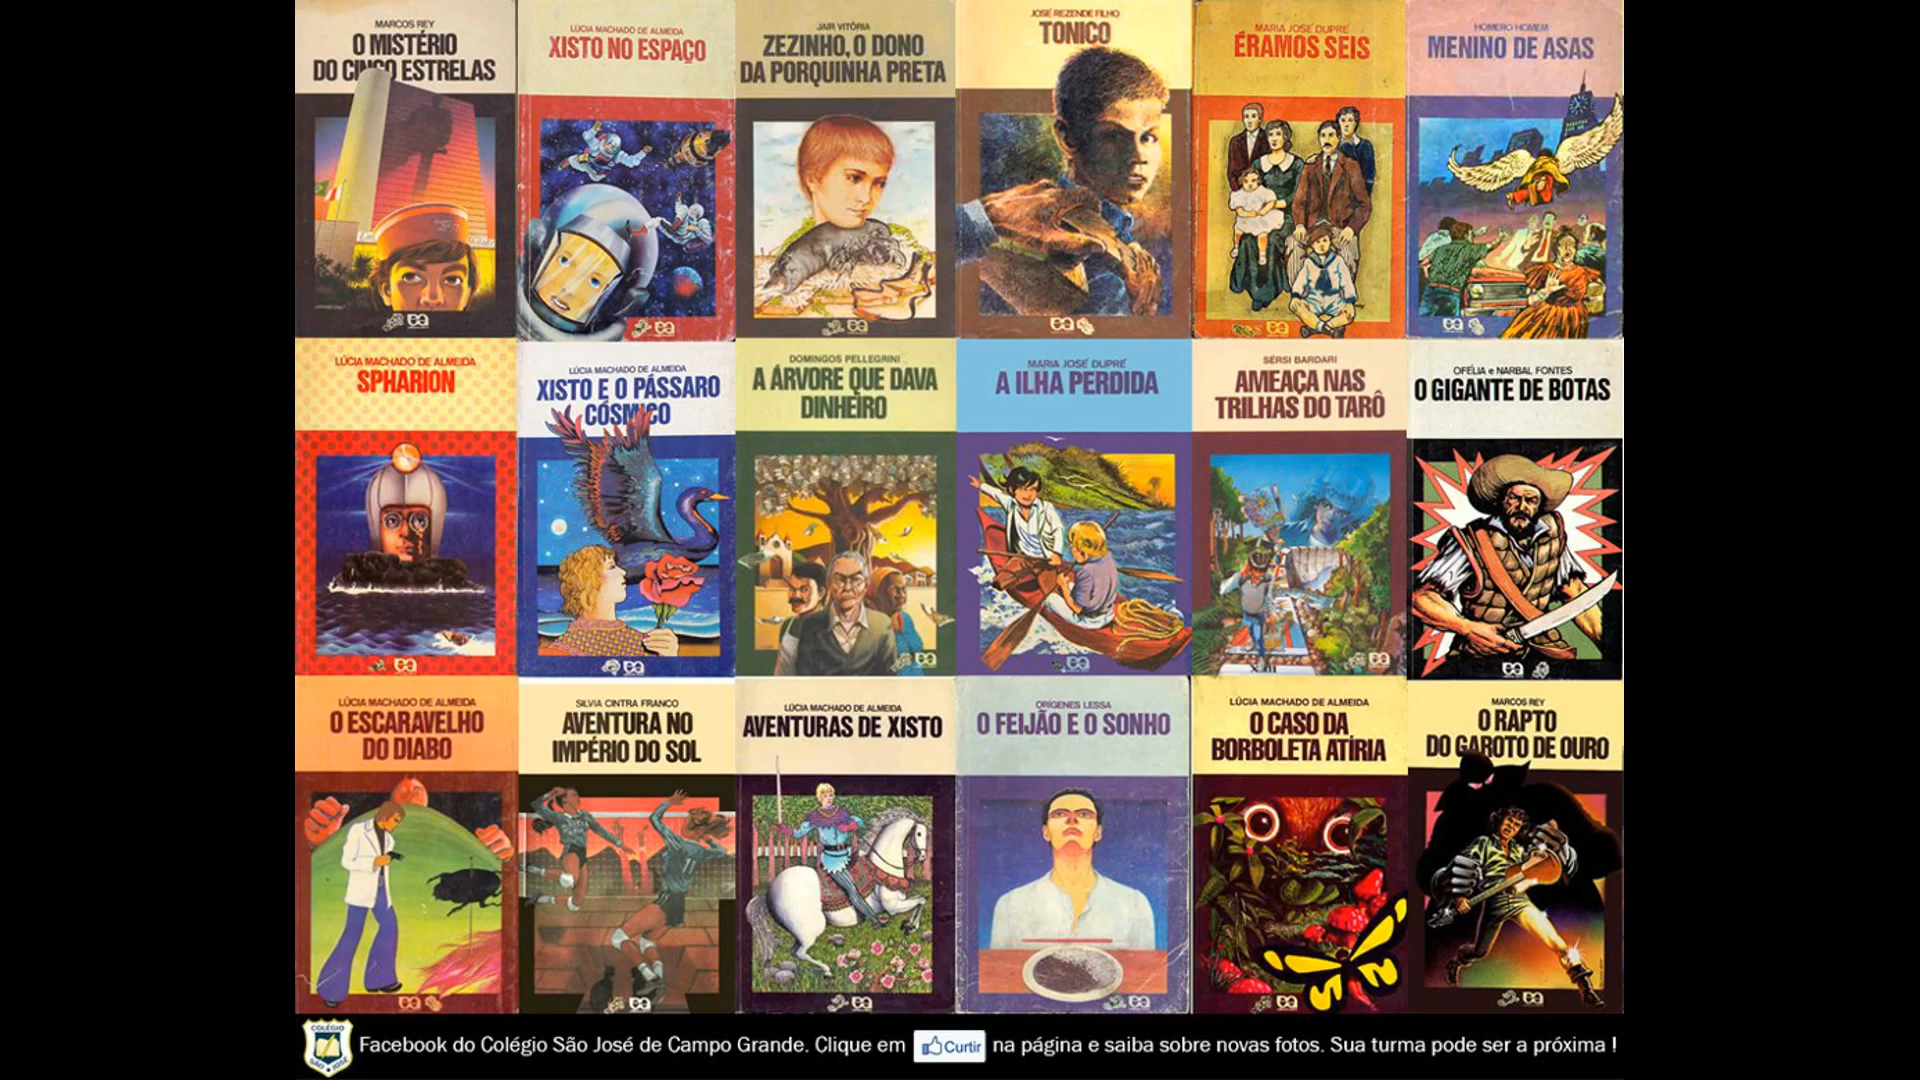 MARCOS REY
O MISTÉRIO
DO CINCO ESTRELAS
LÚCIA MACHADO DE ALMEIDA
XISTO NO ESPAÇO
JAIR VITÓRIA
ZEZINHO, O DONO
DA PORQUINHA PRETA
JOSÉ REZENDE FILHO
TONICO
MARIA JOSÉ DUPRÉ
ÉRAMOS SEIS
HOMERO HOMEM
MENINO DE ASAS
LÚCIA MACHADO DE ALMEIDA
SPHARION
LÚCIA MACHADO DE ALMEIDA
XISTO E O PÁSSARO
CÓSMICO
DOMINGOS PELLEGRINI
A ÁRVORE QUE DAVA
DINHEIRO
MARIA JOSÉ DUPRÉ
A ILHA PERDIDA
SÉRSI BARDARI
AMEAÇA NAS
TRILHAS DO TARÔ
OFÉLIA e NARBAL FONTES
O GIGANTE DE BOTAS
LÚCIA MACHADO DE ALMEIDA
O ESCARAVELHO
DO DIABO
SILVIA CINTRA FRANCO
AVENTURA NO
IMPÉRIO DO SOL
LÚCIA MACHADO DE ALMEIDA
AVENTURAS DE XISTO
ORÍGENES LESSA
O FEIJÃO E O SONHO
LÚCIA MACHADO DE ALMEIDA
O CASO DA
BORBOLETA ATÍRIA
MARCOS REY
O RAPTO
DO GAROTO DE OURO
COLÉGIO
SÃO JOSÉ
Facebook do Colégio São José de Campo Grande. Clique em Curtir na página e saiba sobre novas fotos. Sua turma pode ser a próxima !